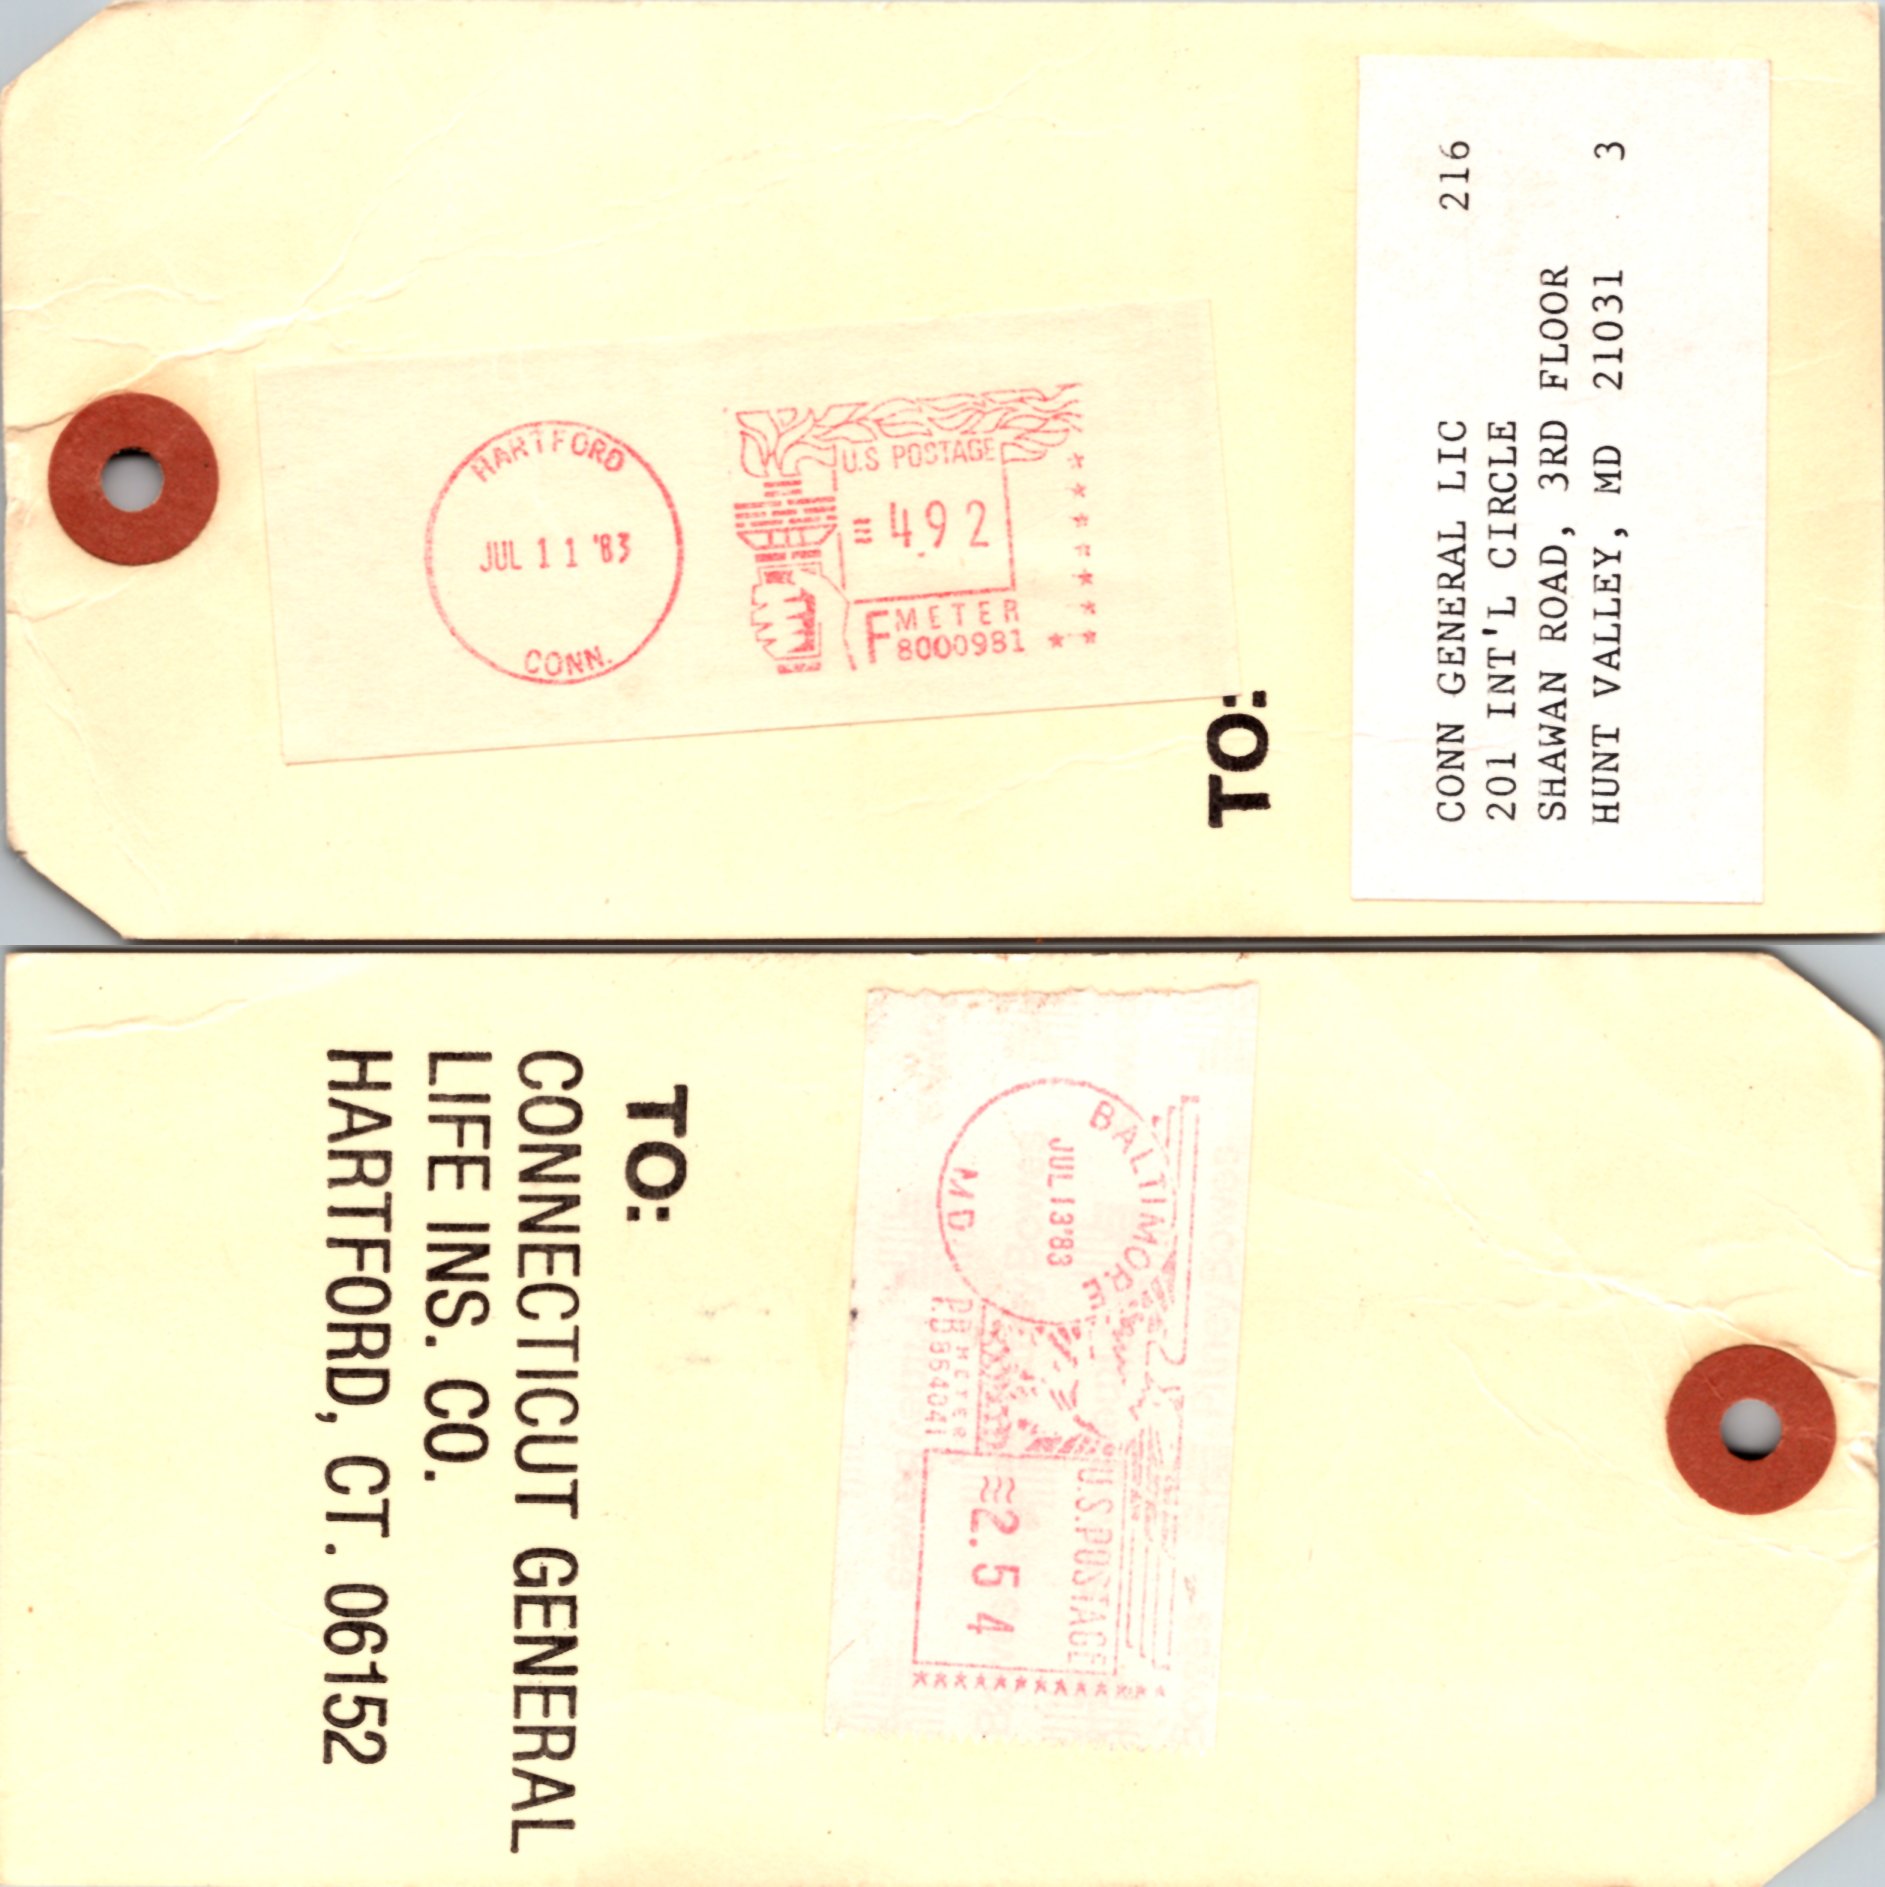 HARTFORD
JUL 11 '83
CONN.
U.S POSTAGE
4.92
F METER
8000981
TO:
CONN GENERAL LIC 216
201 INT'L CIRCLE
SHAWAN ROAD, 3RD FLOOR
HUNT VALLEY, MD 21031 3
BALTIMORE
JUL 13 '83
MD.
P.B. METER
864041
U.S. POSTAGE
2.54
TO:
CONNECTICUT GENERAL
LIFE INS. CO.
HARTFORD, CT. 06152